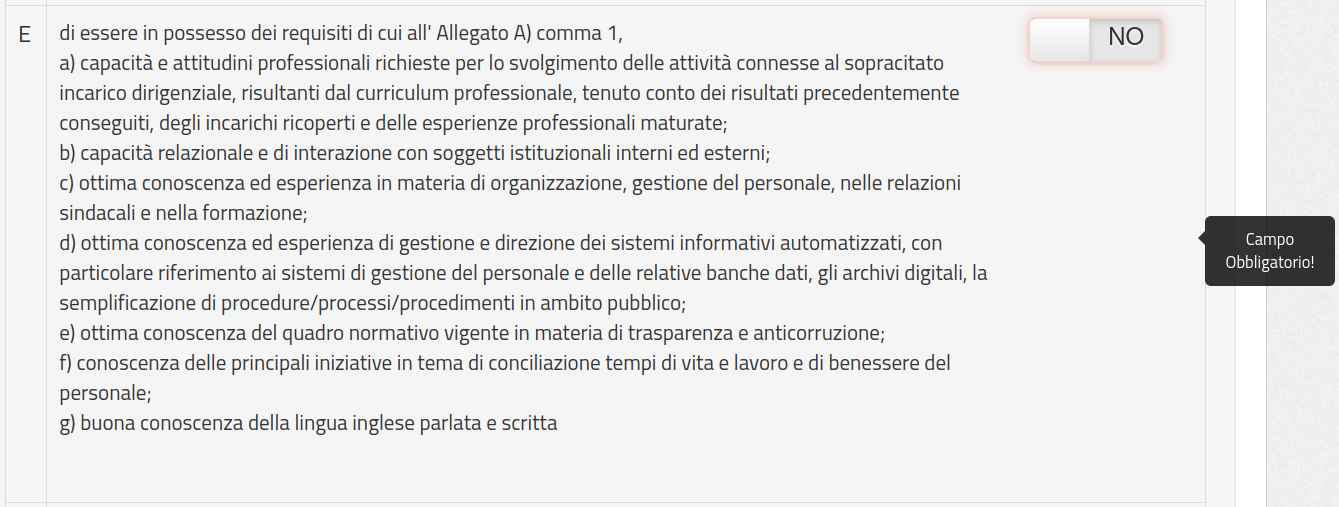 E
di essere in possesso dei requisiti di cui all' Allegato A) comma 1,
NO
a) capacità e attitudini professionali richieste per lo svolgimento delle attività connesse al sopracitato
incarico dirigenziale, risultanti dal curriculum professionale, tenuto conto dei risultati precedentemente
conseguiti, degli incarichi ricoperti e delle esperienze professionali maturate;
b) capacità relazionale e di interazione con soggetti istituzionali interni ed esterni;
c) ottima conoscenza ed esperienza in materia di organizzazione, gestione del personale, nelle relazioni
sindacali e nella formazione;
d) ottima conoscenza ed esperienza di gestione e direzione dei sistemi informativi automatizzati, con
particolare riferimento ai sistemi di gestione del personale e delle relative banche dati, gli archivi digitali, la
semplificazione di procedure/processi/procedimenti in ambito pubblico;
e) ottima conoscenza del quadro normativo vigente in materia di trasparenza e anticorruzione;
f) conoscenza delle principali iniziative in tema di conciliazione tempi di vita e lavoro e di benessere del
personale;
g) buona conoscenza della lingua inglese parlata e scritta
Campo
Obbligatorio!